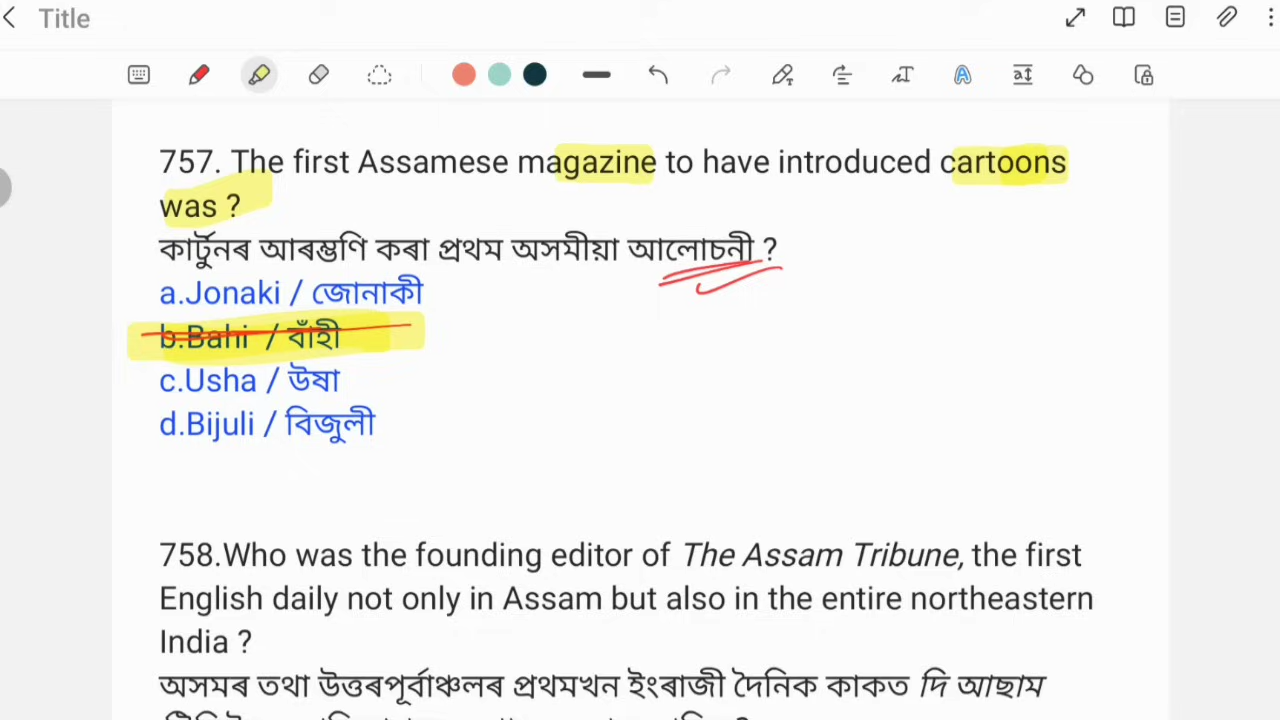 Title
757. The first Assamese magazine to have introduced cartoons
was ?
কাৰ্টুনৰ আৰম্ভণি কৰা প্ৰথম অসমীয়া আলোচনী ?
a.Jonaki / জোনাকী
b.Bahi / বাঁহী
c.Usha / উষা
d.Bijuli / বিজুলী
758.Who was the founding editor of The Assam Tribune, the first
English daily not only in Assam but also in the entire northeastern
India ?
অসমৰ তথা উত্তৰপূৰ্বাঞ্চলৰ প্ৰথমখন ইংৰাজী দৈনিক কাকত দি আছাম